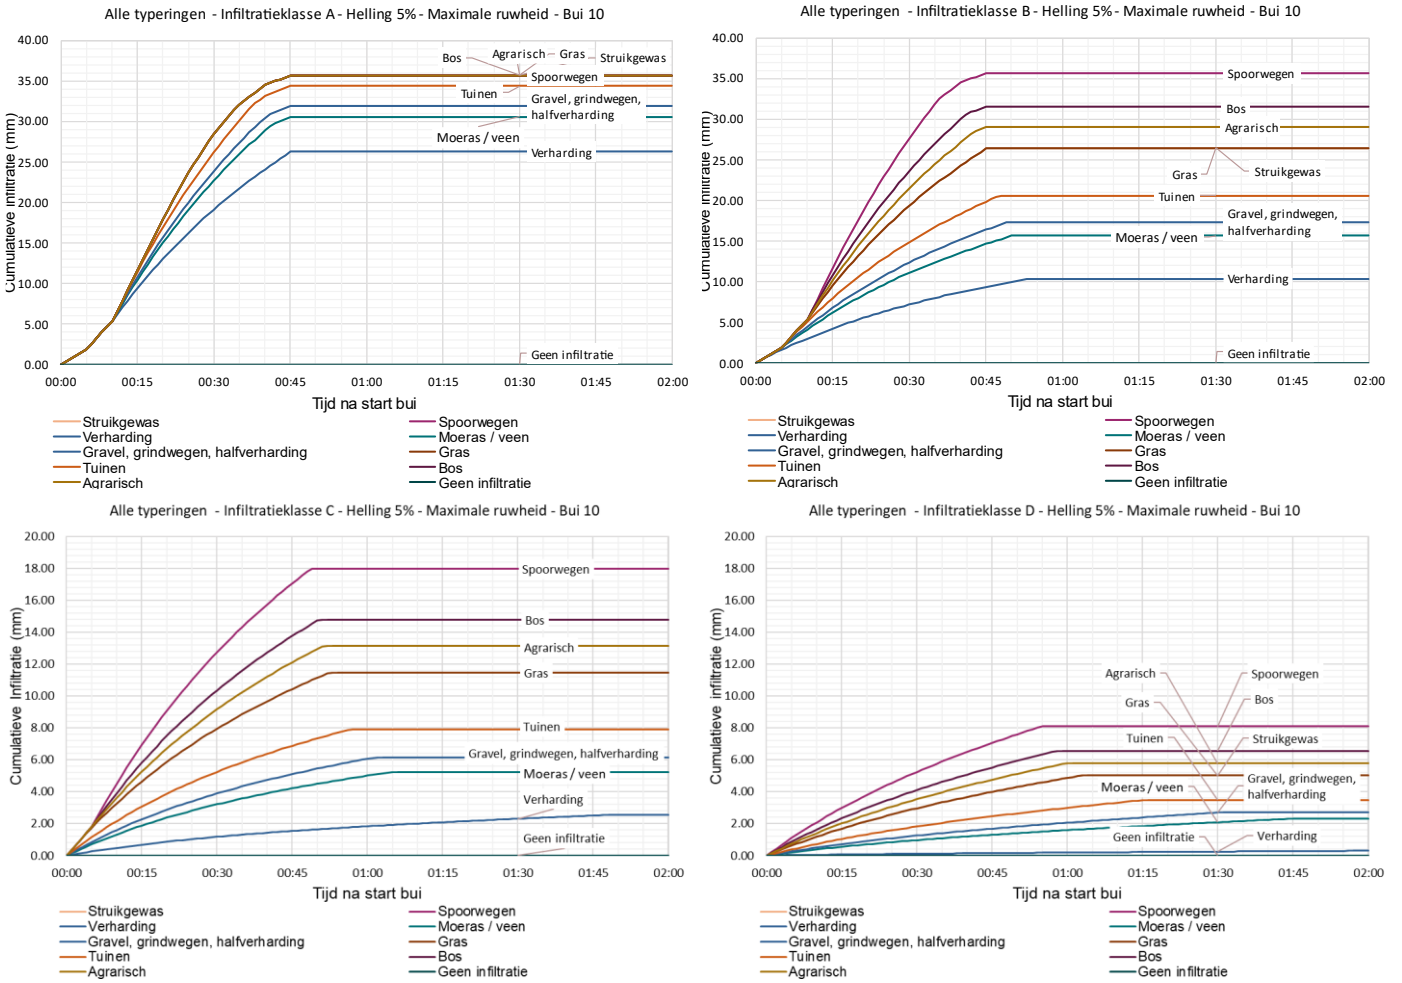 Alle typeringen - Infiltratieklasse A - Helling 5% - Maximale ruwheid - Bui 10
40.00
35.00
30.00
25.00
20.00
15.00
10.00
5.00
0.00
Cumulatieve infiltratie (mm)
Bos
Agrarisch
Gras
Struikgewas
Spoorwegen
Tuinen
Gravel, grindwegen,
halfverharding
Moeras / veen
Verharding
Geen infiltratie
00:00 00:15 00:30 00:45 01:00 01:15 01:30 01:45 02:00
Tijd na start bui
Struikgewas
Verharding
Gravel, grindwegen, halfverharding
Tuinen
Agrarisch
Spoorwegen
Moeras / veen
Gras
Bos
Geen infiltratie
Alle typeringen - Infiltratieklasse B - Helling 5% - Maximale ruwheid - Bui 10
40.00
35.00
30.00
25.00
20.00
15.00
10.00
5.00
0.00
Cumulatieve infiltratie (mm)
Spoorwegen
Bos
Agrarisch
Gras
Struikgewas
Tuinen
Gravel, grindwegen,
halfverharding
Moeras / veen
Verharding
Geen infiltratie
00:00 00:15 00:30 00:45 01:00 01:15 01:30 01:45 02:00
Tijd na start bui
Struikgewas
Verharding
Gravel, grindwegen, halfverharding
Tuinen
Agrarisch
Spoorwegen
Moeras / veen
Gras
Bos
Geen infiltratie
Alle typeringen - Infiltratieklasse C - Helling 5% - Maximale ruwheid - Bui 10
20.00
18.00
16.00
14.00
12.00
10.00
8.00
6.00
4.00
2.00
0.00
Cumulatieve Infiltratie (mm)
Spoorwegen
Bos
Agrarisch
Gras
Tuinen
Gravel, grindwegen, halfverharding
Moeras / veen
Verharding
Geen infiltratie
00:00 00:15 00:30 00:45 01:00 01:15 01:30 01:45 02:00
Tijd na start bui
Struikgewas
Verharding
Gravel, grindwegen, halfverharding
Tuinen
Agrarisch
Spoorwegen
Moeras / veen
Gras
Bos
Geen infiltratie
Alle typeringen - Infiltratieklasse D - Helling 5% - Maximale ruwheid - Bui 10
20.00
18.00
16.00
14.00
12.00
10.00
8.00
6.00
4.00
2.00
0.00
Cumulatieve infiltratie (mm)
Agrarisch
Spoorwegen
Gras
Bos
Tuinen
Struikgewas
Moeras / veen
Gravel, grindwegen,
halfverharding
Geen infiltratie
Verharding
00:00 00:15 00:30 00:45 01:00 01:15 01:30 01:45 02:00
Tijd na start bui
Struikgewas
Verharding
Gravel, grindwegen, halfverharding
Tuinen
Agrarisch
Spoorwegen
Moeras / veen
Gras
Bos
Geen infiltratie